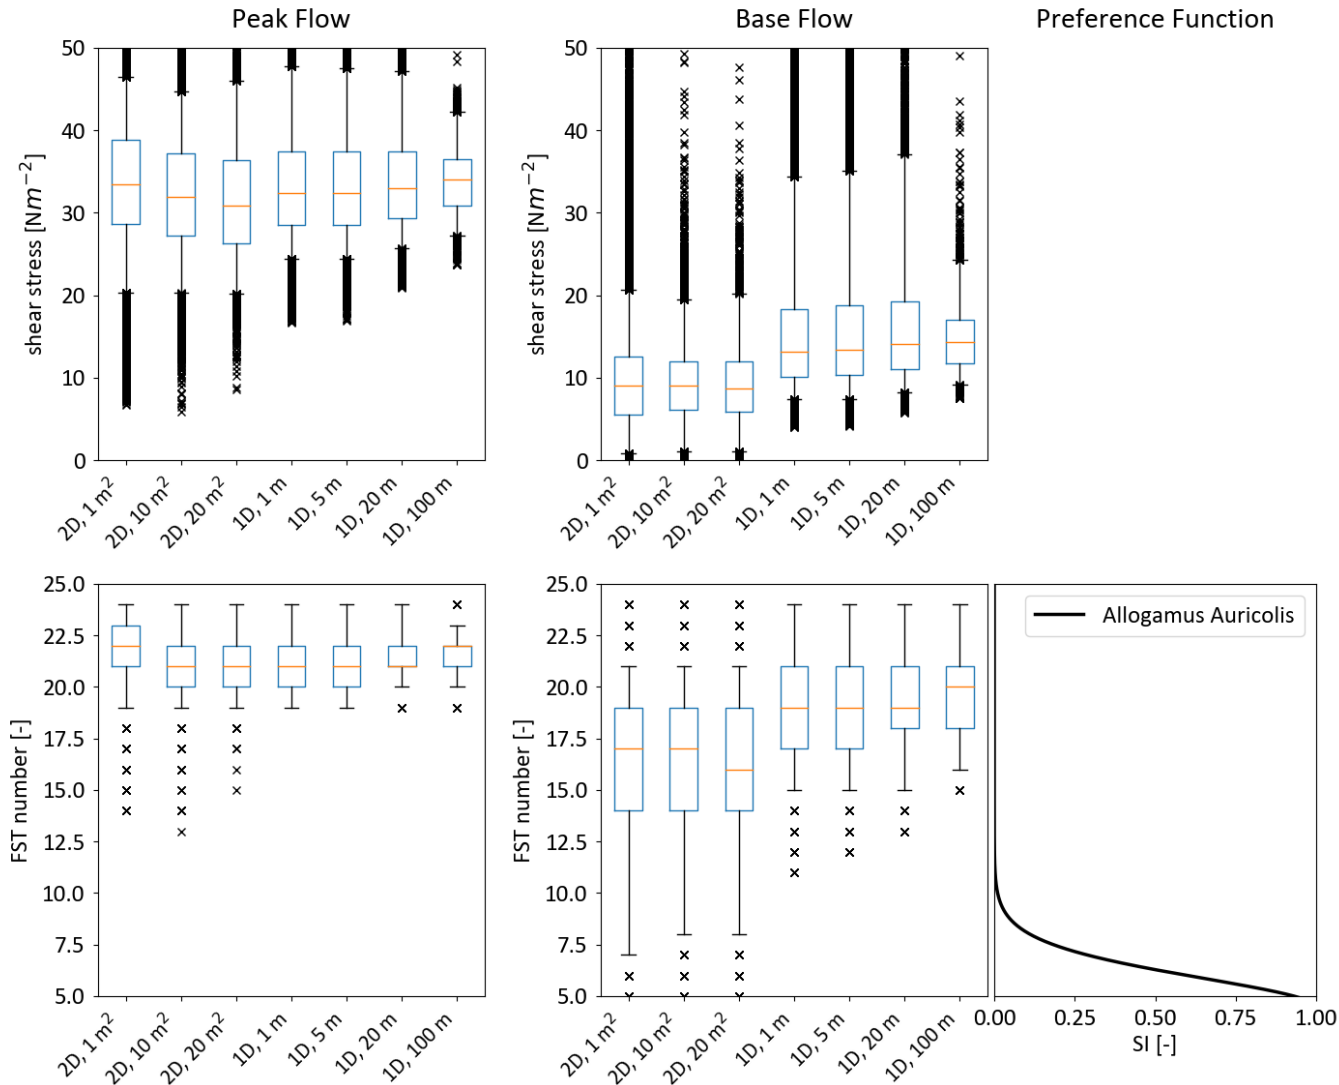 Peak Flow
Base Flow
Preference Function
50
40
30
20
10
0
shear stress [Nm⁻²]
2D, 1 m²
2D, 10 m²
2D, 20 m²
1D, 1 m
1D, 5 m
1D, 20 m
1D, 100 m
50
40
30
20
10
0
shear stress [Nm⁻²]
2D, 1 m²
2D, 10 m²
2D, 20 m²
1D, 1 m
1D, 5 m
1D, 20 m
1D, 100 m
25.0
22.5
20.0
17.5
15.0
12.5
10.0
7.5
5.0
FST number [-]
2D, 1 m²
2D, 10 m²
2D, 20 m²
1D, 1 m
1D, 5 m
1D, 20 m
1D, 100 m
25.0
22.5
20.0
17.5
15.0
12.5
10.0
7.5
5.0
FST number [-]
2D, 1 m²
2D, 10 m²
2D, 20 m²
1D, 1 m
1D, 5 m
1D, 20 m
1D, 100 m
Allogamus Auricolis
0.00
0.25
0.50
0.75
1.00
SI [-]